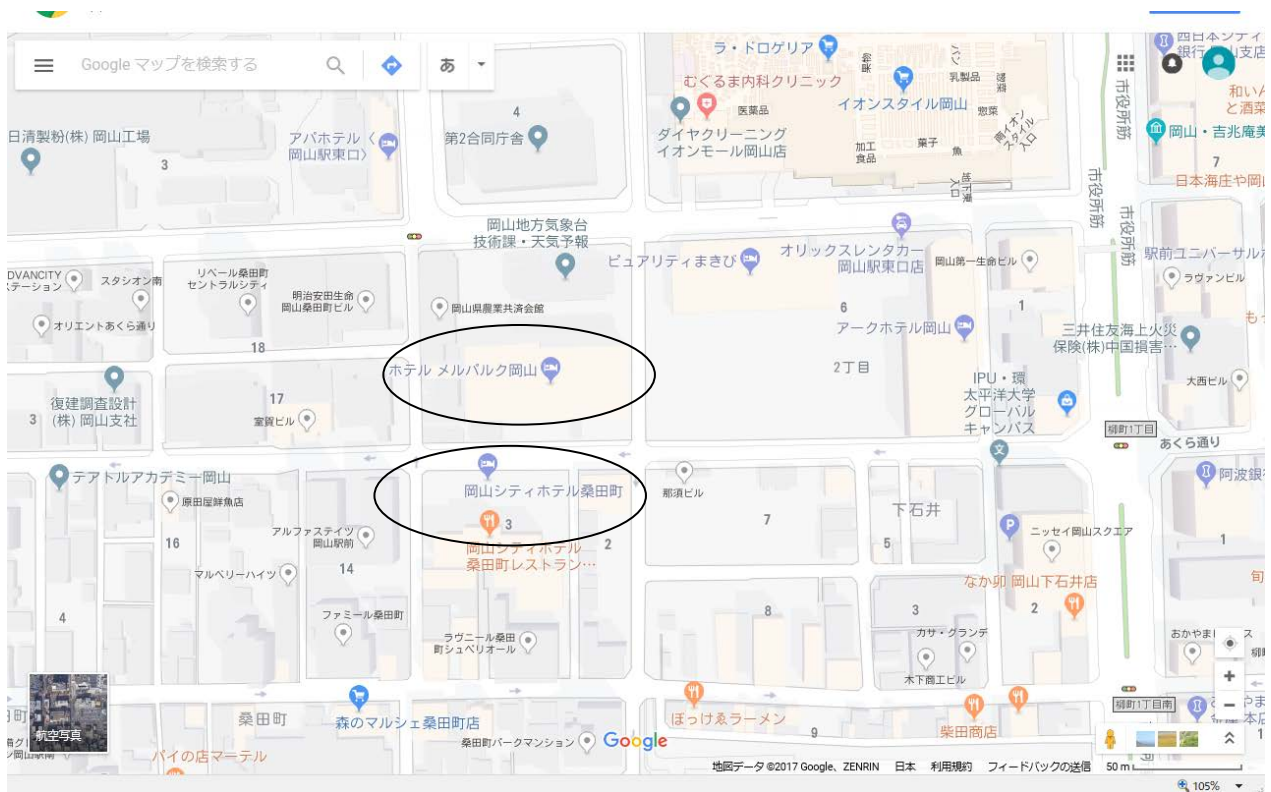 Google マップを検索する
あ
ラ・ドロゲリア
むぐるま内科クリニック
医薬品
乳製品
イオンスタイル岡山
惣菜
ダイヤクリーニング
イオンモール岡山店
加工
食品
菓子
魚
市役所筋
西日本シティ
岡山・吉兆庵美
7
日本海庄や岡山
日清製粉(株) 岡山工場
3
アパホテル〈
岡山駅東口〉
4
第2合同庁舎
岡山地方気象台
技術課・天気予報
ピュアリティまきび
オリックスレンタカー
岡山駅東口店
岡山第一生命ビル
市役所筋
市役所筋
駅前ユニバーサル
ラヴァンビル
DVANCITY
ステーション
スタシオン南
リベール桑田町
セントラルシティ
明治安田生命
岡山桑田町ビル
岡山県農業共済会館
オリエントあくら通り
18
6
アークホテル岡山
1
三井住友海上火災
保険(株)中国損害…
ホテル メルパルク岡山
2丁目
復建調査設計
(株) 岡山支社
3
17
室賀ビル
IPU・環
太平洋大学
グローバル
キャンパス
大西ビル
柳町1丁目
あくら通り
テアトルアカデミー岡山
原田屋鮮魚店
岡山シティホテル桑田町
那須ビル
下石井
阿波銀
アルファステイツ
岡山駅前
16
3
岡山シティホテル
桑田町レストラン…
2
7
5
ニッセイ岡山スクエア
1
マルベリーハイツ
14
なか卯 岡山下石井店
旬
4
ファミール桑田町
8
3
2
ラヴニール桑田
町シュペリオール
カサ・グランデ
木下商工ビル
航空写真
桑田町
森のマルシェ桑田町店
ぼっけゑラーメン
柴田商店
柳町1丁目南
パイの店マーテル
桑田町パークマンション
Google
9
地図データ ©2017 Google、ZENRIN 日本 利用規約 フィードバックの送信 50 m
105%